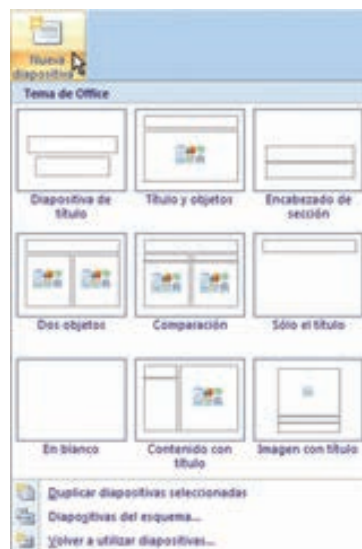 Nueva
diapositiva
Tema de Office
Diapositiva de
título
Título y objetos
Encabezado de
sección
Dos objetos
Comparación
Sólo el título
En blanco
Contenido con
título
Imagen con título
Duplicar diapositivas seleccionadas
Diapositivas del esquema...
Volver a utilizar diapositivas...